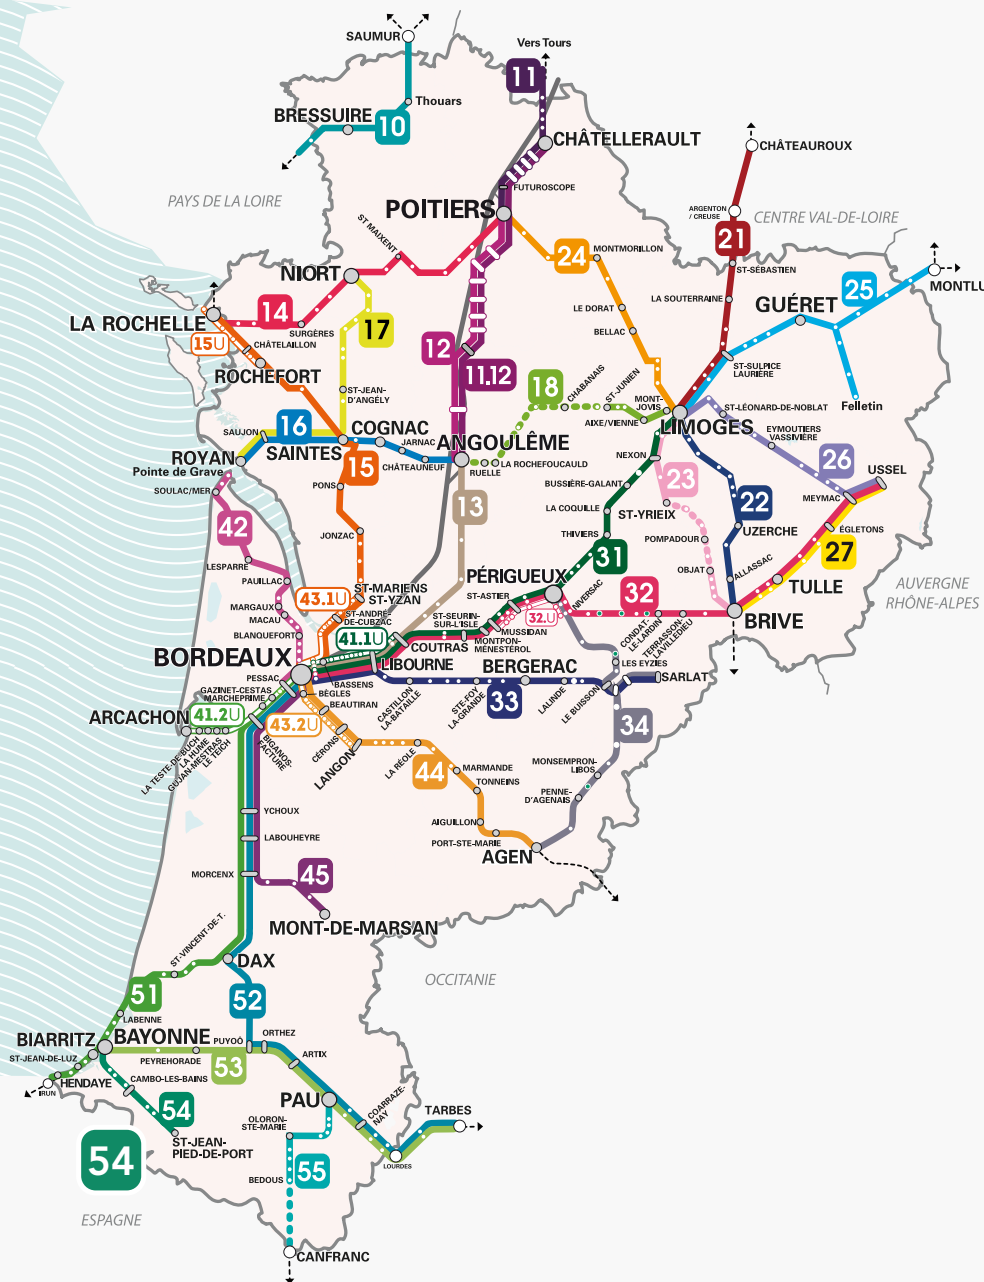 SAUMUR
Vers Tours
11
Thouars
BRESSUIRE
10
CHÂTELLERAULT
CHÂTEAUROUX
FUTUROSCOPE
PAYS DE LA LOIRE
POITIERS
ARGENTON
/ CREUSE
CENTRE VAL-DE-LOIRE
ST MAIXENT
24
MONTMORILLON
21
ST-SÉBASTIEN
NIORT
MONTLU
25
LA SOUTERRAINE
GUÉRET
LE DORAT
LA ROCHELLE
14
SURGÈRES
17
BELLAC
15U
CHÂTELAILLON
12
ROCHEFORT
11.12
ST-SULPICE
LAURIÈRE
18
CHABANAIS
ST-JUNIEN
ST-JEAN-
D'ANGÉLY
MONT-
JOVIS
Felletin
ST-LÉONARD-DE-NOBLAT
AIXE/VIENNE
LIMOGES
SAUJON
16
COGNAC
JARNAC
ANGOULÊME
EYMOUTIERS
VASSIVIÈRE
ROYAN
SAINTES
CHÂTEAUNEUF
RUELLE
LA ROCHEFOUCAULD
NEXON
26
Pointe de Grave
15
USSEL
SOULAC/MER
PONS
BUSSIÈRE-GALANT
23
22
MEYMAC
13
LA COQUILLE
ST-YRIEIX
42
UZERCHE
ÉGLETONS
JONZAC
THIVIERS
POMPADOUR
27
31
LESPARRE
OBJAT
ALLASSAC
PÉRIGUEUX
PAUILLAC
TULLE
AUVERGNE
RHÔNE-ALPES
ST-MARIENS
ST-YZAN
43.1U
ST-ASTIER
NIVERSAC
32
MARGAUX
MACAU
ST-ANDRÉ-
DE-CUBZAC
ST-SEURIN-
SUR-L'ISLE
32.U
BRIVE
MUSSIDAN
CONDAT-
LE-LARDIN
TERRASSON-
LAVILLEDIEU
BLANQUEFORT
41.1U
MONTPON-
MÉNESTÉROL
COUTRAS
BORDEAUX
LIBOURNE
BERGERAC
LES EYZIES
PESSAC
BASSENS
SARLAT
GAZINET-CESTAS
MARCHEPRIME
BÈGLES
BEAUTIRAN
CASTILLON
LA-BATAILLE
STE-FOY
LA-GRANDE
33
LALINDE
LE BUISSON
ARCACHON
41.2U
43.2U
34
LA TESTE-DE-BUCH
LA HUME
GUJAN-MESTRAS
LE TEICH
BIGANOS-
FACTURE
CÉRONS
LANGON
LA RÉOLE
44
MARMANDE
TONNEINS
MONSEMPRON-
LIBOS
PENNE-
D'AGENAIS
YCHOUX
AIGUILLON
LABOUHEYRE
PORT-STE-MARIE
AGEN
MORCENX
45
MONT-DE-MARSAN
ST-VINCENT-DE-T.
DAX
OCCITANIE
51
52
LABENNE
BIARRITZ
BAYONNE
PUYOÔ
ORTHEZ
ST-JEAN-DE-LUZ
PEYREHORADE
53
ARTIX
HENDAYE
IRUN
CAMBO-LES-BAINS
54
PAU
COARRAZE-
NAY
TARBES
OLORON-
STE-MARIE
ST-JEAN-
PIED-DE-PORT
54
LOURDES
55
BEDOUS
ESPAGNE
CANFRANC